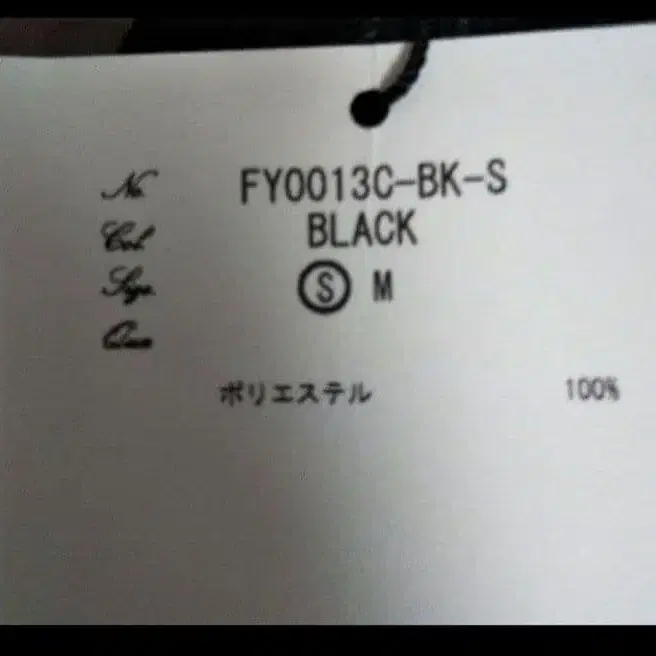 No. FY0013C-BK-S
Col. BLACK
Size. S M
Qua.
ポリエステル 100%